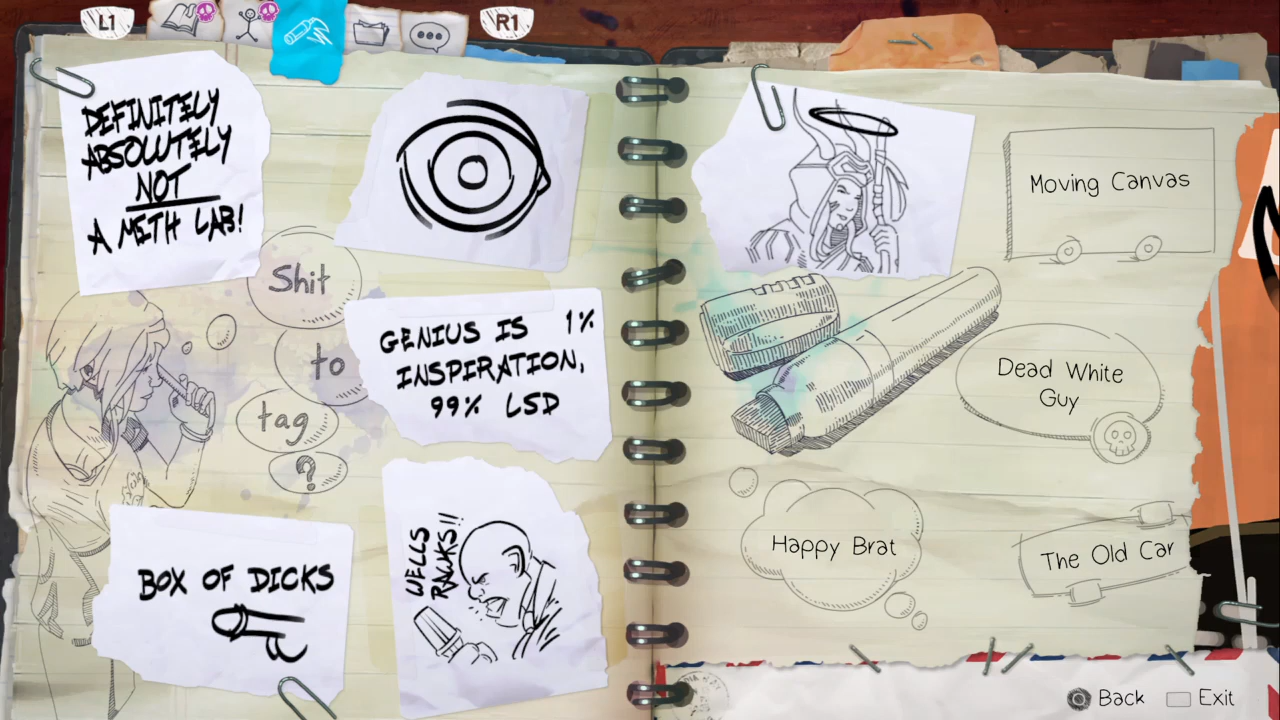 L1
R1
DEFINITELY
ABSOLUTELY
NOT
A METH LAB!
Shit
to
tag
?
GENIUS IS 1%
INSPIRATION,
99% LSD
BOX OF DICKS
WELLS
RACKS!!
Moving Canvas
Dead White
Guy
Happy Brat
The Old Car
Back
Exit